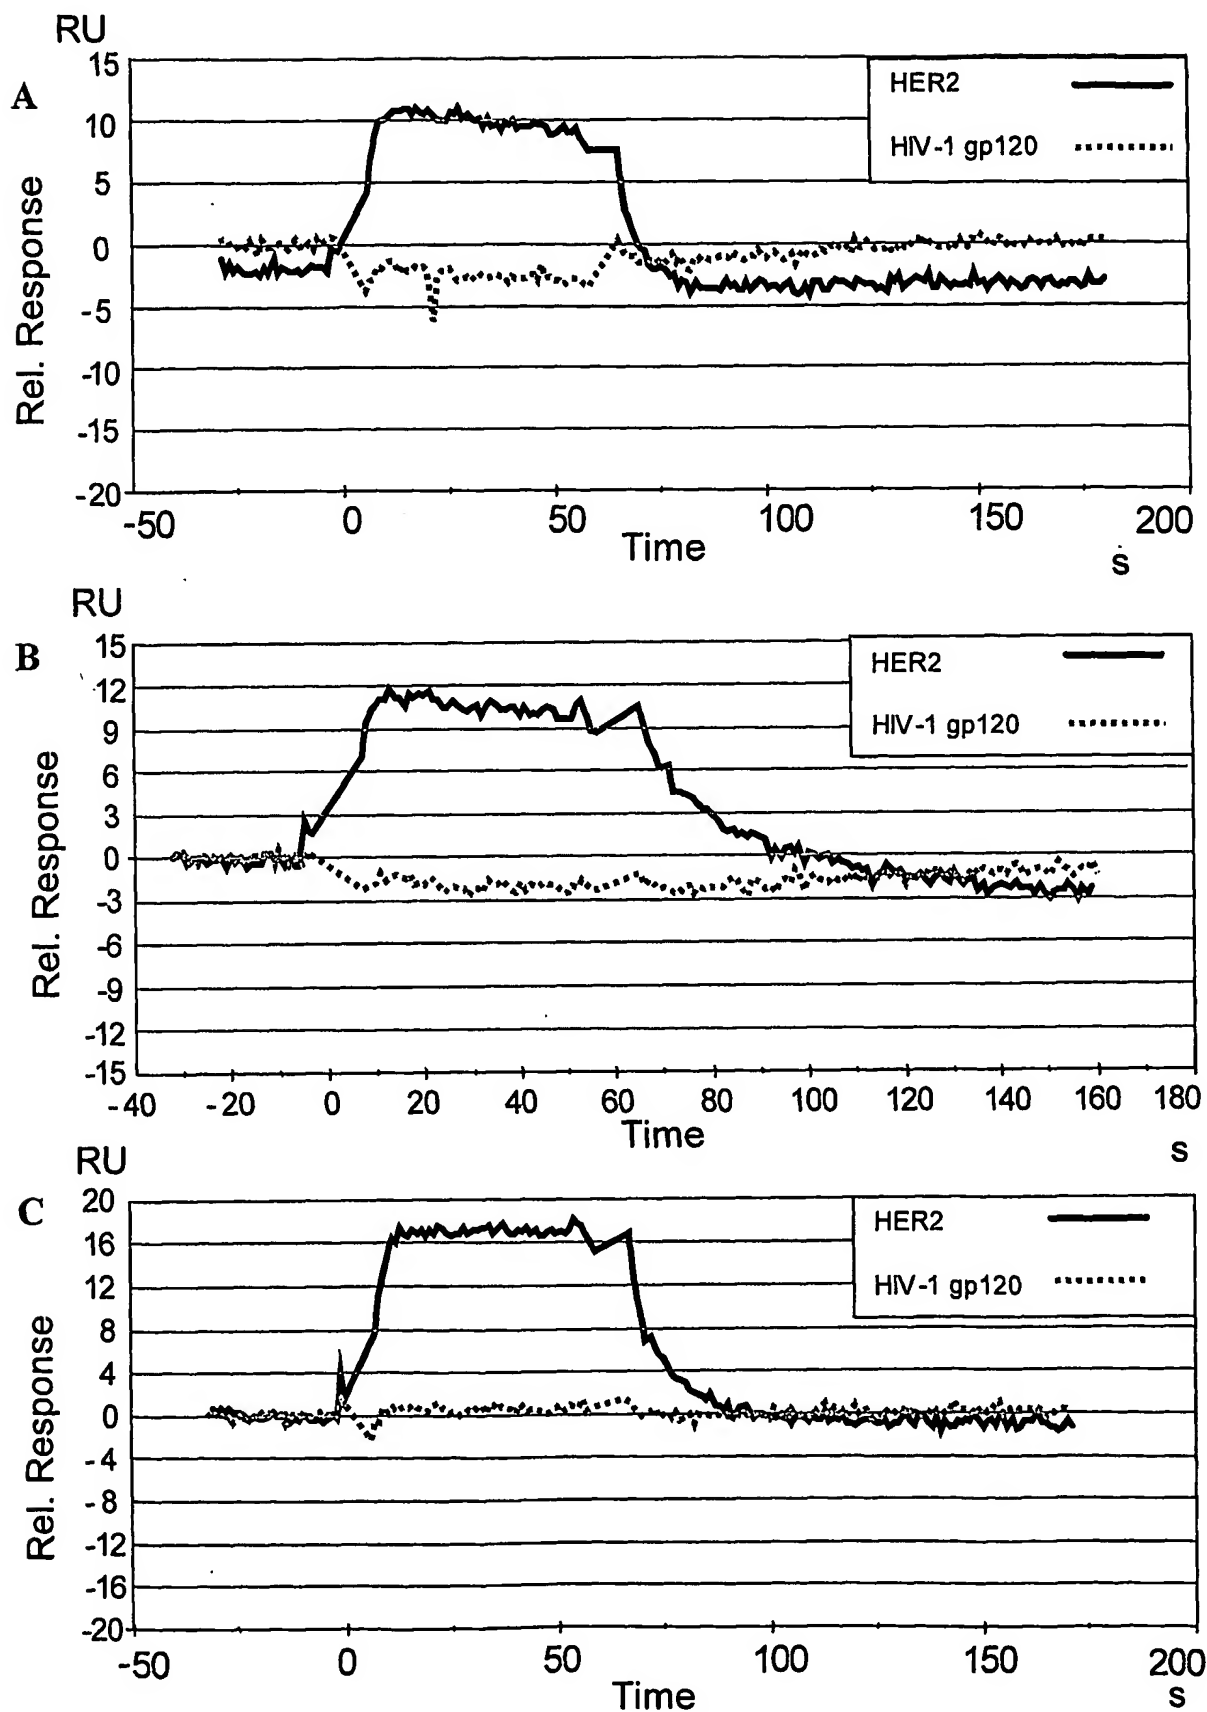 RU
A
15
10
5
0
-5
-10
-15
-20
Rel. Response
HER2
HIV-1 gp120
-50 0 50 100 150 200
Time
s
RU
B
15
12
9
6
3
0
-3
-6
-9
-12
-15
Rel. Response
HER2
HIV-1 gp120
-40 -20 0 20 40 60 80 100 120 140 160 180
Time
s
RU
C
20
16
12
8
4
0
-4
-8
-12
-16
-20
Rel. Response
HER2
HIV-1 gp120
-50 0 50 100 150 200
Time
s